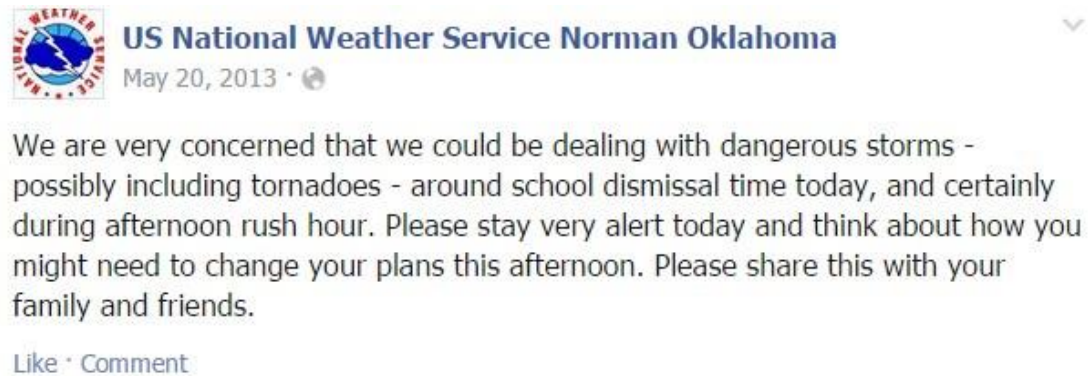 NATIONAL WEATHER SERVICE
US National Weather Service Norman Oklahoma
May 20, 2013 ·
We are very concerned that we could be dealing with dangerous storms -
possibly including tornadoes - around school dismissal time today, and certainly
during afternoon rush hour. Please stay very alert today and think about how you
might need to change your plans this afternoon. Please share this with your
family and friends.
Like · Comment